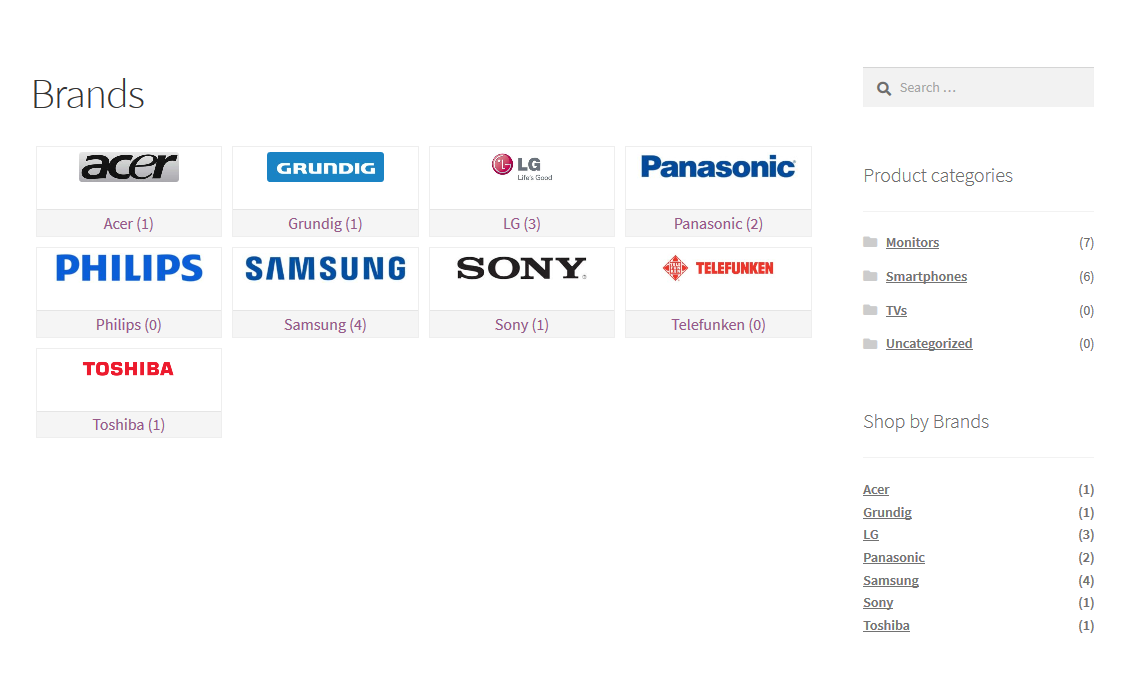 Brands
acer
GRUNDIG
LG
Life's Good
Panasonic
Acer (1)
Grundig (1)
LG (3)
Panasonic (2)
PHILIPS
SAMSUNG
SONY
TELEFUNKEN
Philips (0)
Samsung (4)
Sony (1)
Telefunken (0)
TOSHIBA
Toshiba (1)
Search …
Product categories
Monitors (7)
Smartphones (6)
TVs (0)
Uncategorized (0)
Shop by Brands
Acer (1)
Grundig (1)
LG (3)
Panasonic (2)
Samsung (4)
Sony (1)
Toshiba (1)